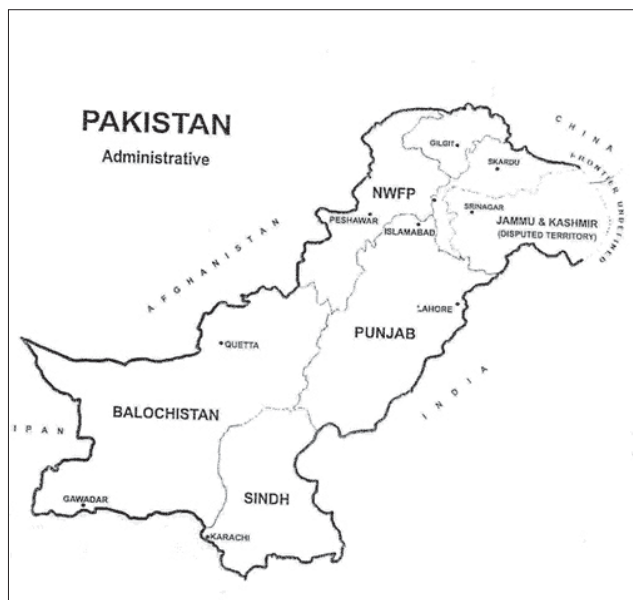 PAKISTAN
Administrative
CHINA
FRONTIER UNDEFINED
GILGIT
SKARDU
NWFP
SRINAGAR
PESHAWAR
ISLAMABAD
JAMMU & KASHMIR
(DISPUTED TERRITORY)
AFGHANISTAN
LAHORE
PUNJAB
QUETTA
INDIA
BALOCHISTAN
IPAN
SINDH
GAWADAR
KARACHI